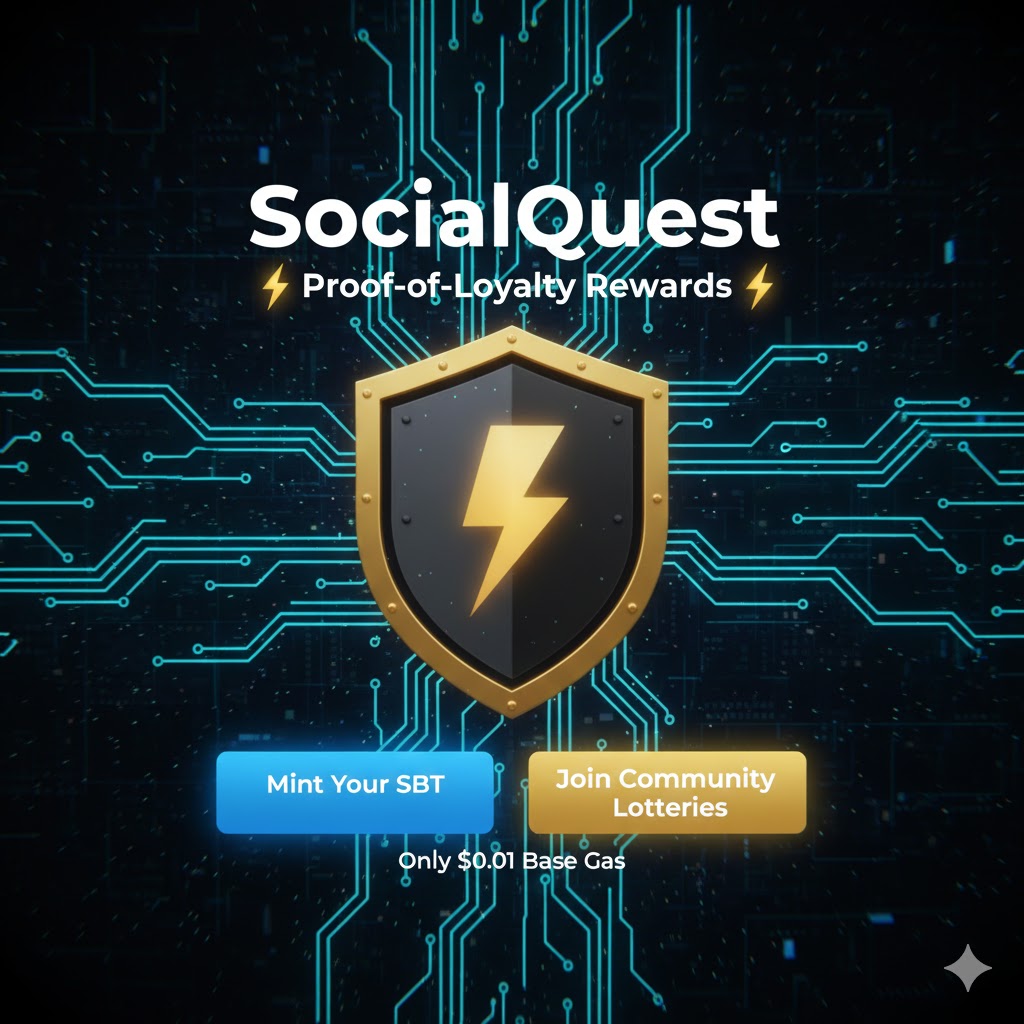 SocialQuest
⚡ Proof-of-Loyalty Rewards ⚡
Mint Your SBT
Join Community
Lotteries
Only $0.01 Base Gas